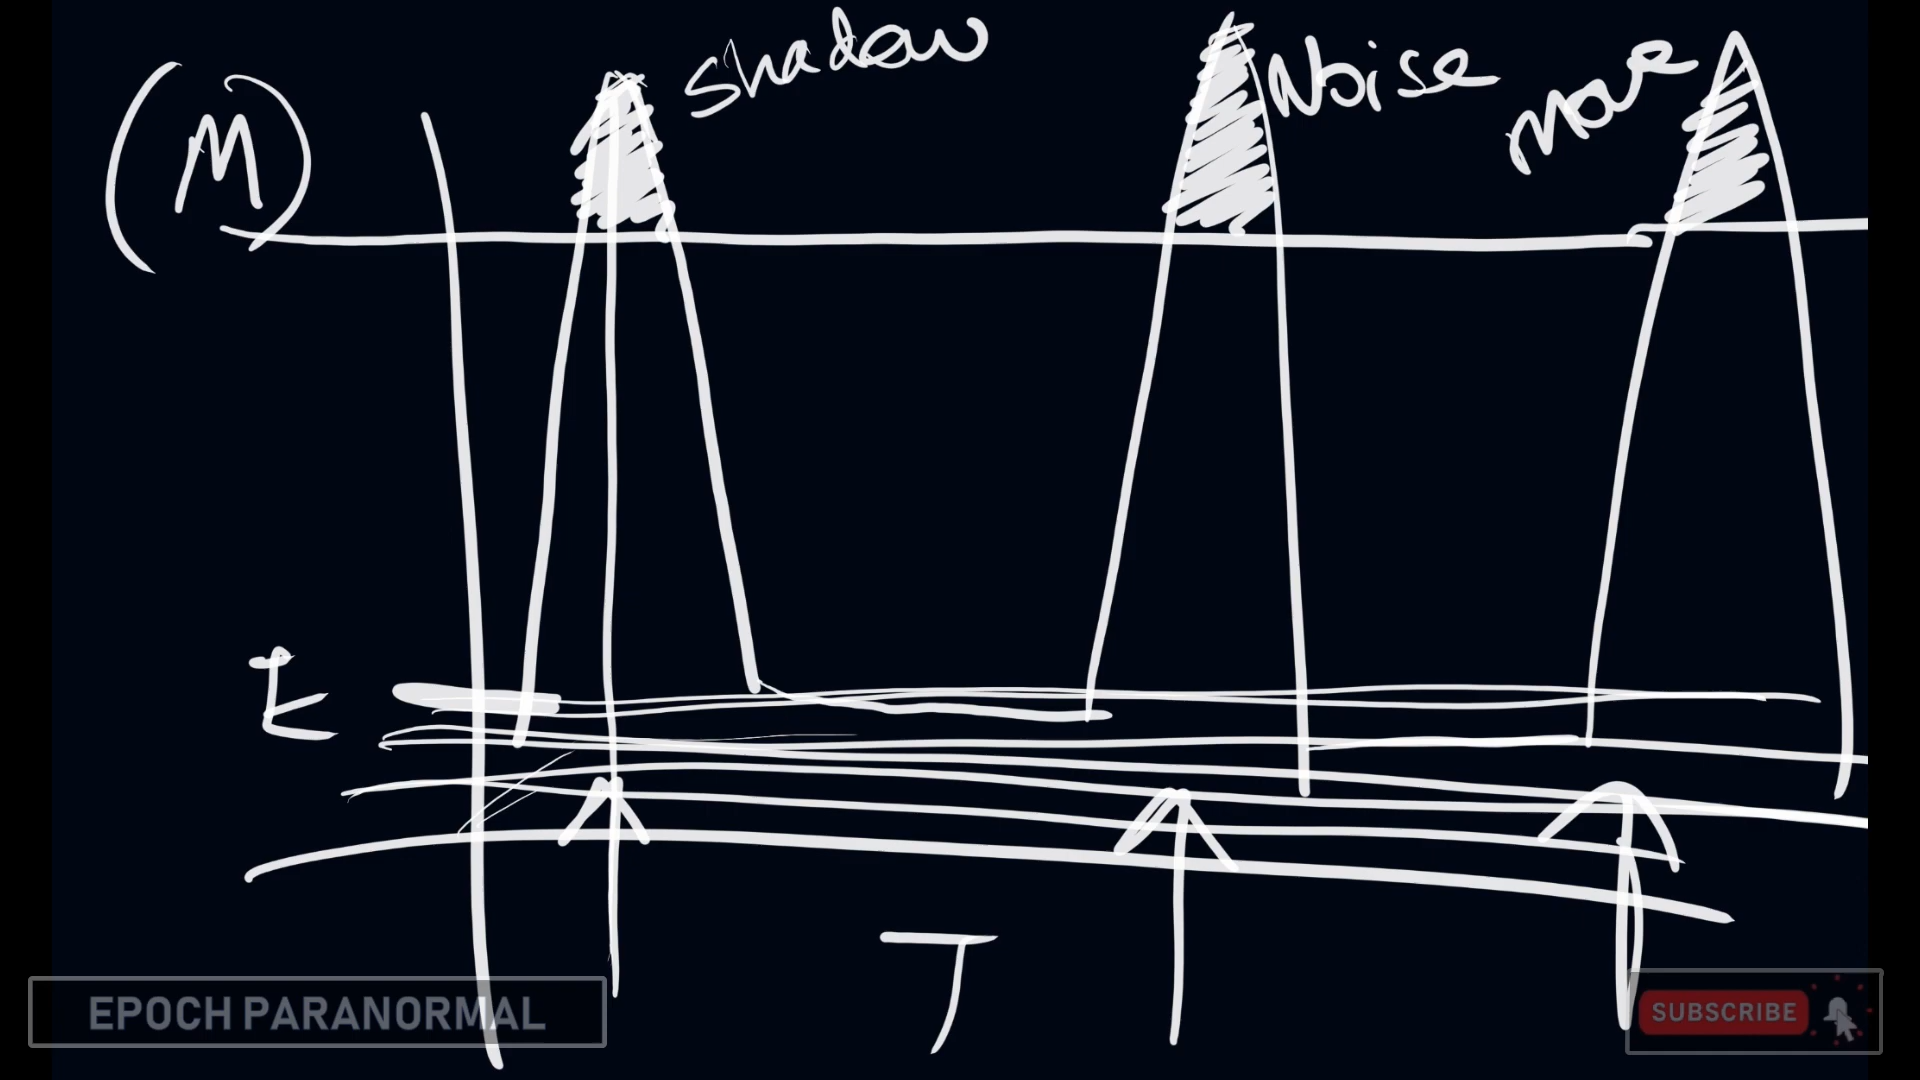 Shadow
Noise
Move
(M)
E
T
EPOCH PARANORMAL
SUBSCRIBE